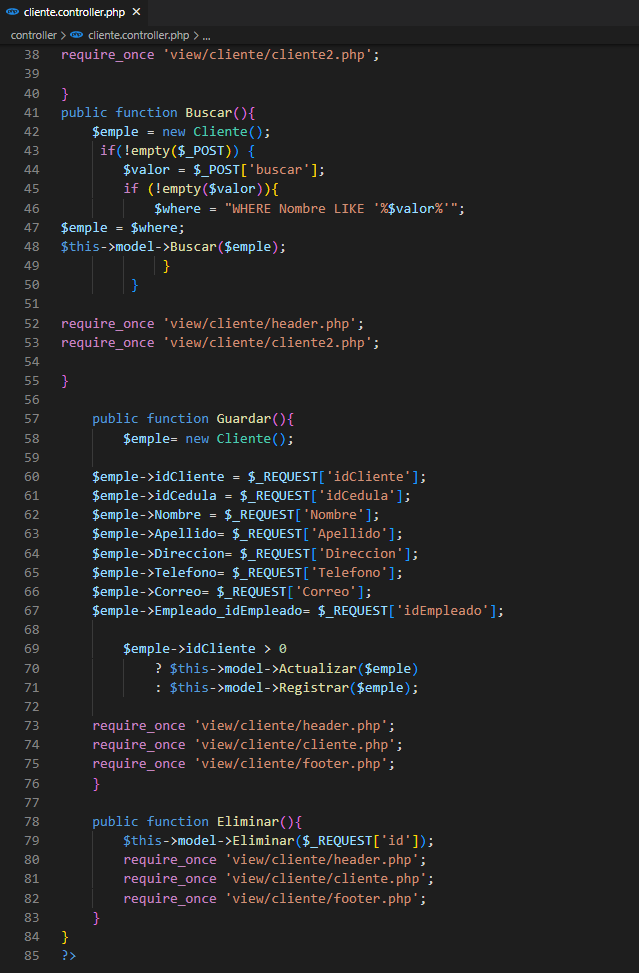 cliente.controller.php ×
controller > cliente.controller.php > ...
38 require_once 'view/cliente/cliente2.php';
39
40 }
41 public function Buscar(){
42     $emple = new Cliente();
43      if(!empty($_POST)) {
44         $valor = $_POST['buscar'];
45         if (!empty($valor)){
46             $where = "WHERE Nombre LIKE '%$valor%'";
47 $emple = $where;
48 $this->model->Buscar($emple);
49              }
50          }
51
52 require_once 'view/cliente/header.php';
53 require_once 'view/cliente/cliente2.php';
54
55 }
56
57     public function Guardar(){
58         $emple= new Cliente();
59
60     $emple->idCliente = $_REQUEST['idCliente'];
61     $emple->idCedula = $_REQUEST['idCedula'];
62     $emple->Nombre = $_REQUEST['Nombre'];
63     $emple->Apellido= $_REQUEST['Apellido'];
64     $emple->Direccion= $_REQUEST['Direccion'];
65     $emple->Telefono= $_REQUEST['Telefono'];
66     $emple->Correo= $_REQUEST['Correo'];
67     $emple->Empleado_idEmpleado= $_REQUEST['idEmpleado'];
68
69         $emple->idCliente > 0
70             ? $this->model->Actualizar($emple)
71             : $this->model->Registrar($emple);
72
73     require_once 'view/cliente/header.php';
74     require_once 'view/cliente/cliente.php';
75     require_once 'view/cliente/footer.php';
76     }
77
78     public function Eliminar(){
79         $this->model->Eliminar($_REQUEST['id']);
80         require_once 'view/cliente/header.php';
81         require_once 'view/cliente/cliente.php';
82         require_once 'view/cliente/footer.php';
83     }
84 }
85 ?>